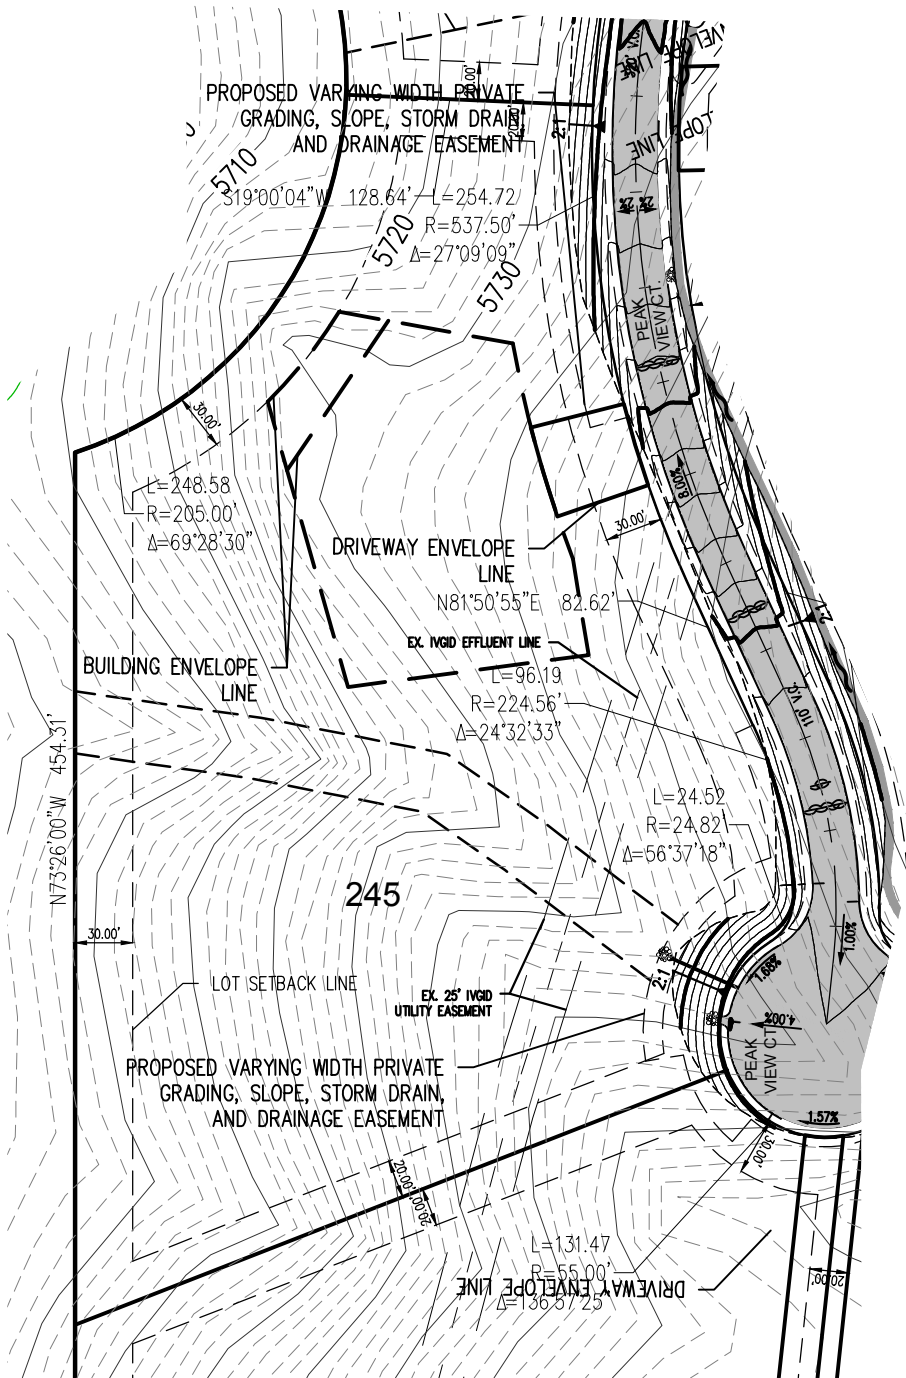 20.00'
PROPOSED VARYING WIDTH PRIVATE
GRADING, SLOPE, STORM DRAIN,
AND DRAINAGE EASEMENT
2:1
LINE
LINE
5710
S19°00'04"W 128.64'
L=254.72
R=537.50'
Δ=27°09'09"
5720
5730
2% 2%
PEAK
VIEW CT.
30.00'
L=248.58
R=205.00'
Δ=69°28'30"
8.00%
30.00'
DRIVEWAY ENVELOPE
LINE
N81°50'55"E 82.62'
2:1
EX. IVGID EFFLUENT LINE
BUILDING ENVELOPE
LINE
L=96.19
R=224.56'
Δ=24°32'33"
110' V.C.
N73°26'00"W 454.31'
L=24.52
R=24.82'
Δ=56°37'18"
245
30.00'
1.00%
1.68%
2:1
LOT SETBACK LINE
EX. 25' IVGID
UTILITY EASEMENT
4.00%
PEAK
VIEW CT.
PROPOSED VARYING WIDTH PRIVATE
GRADING, SLOPE, STORM DRAIN,
AND DRAINAGE EASEMENT
1.57%
30.00'
20.00'
20.00'
L=131.47
R=55.00'
Δ=136°57'25"
DRIVEWAY ENVELOPE LINE
20.00'